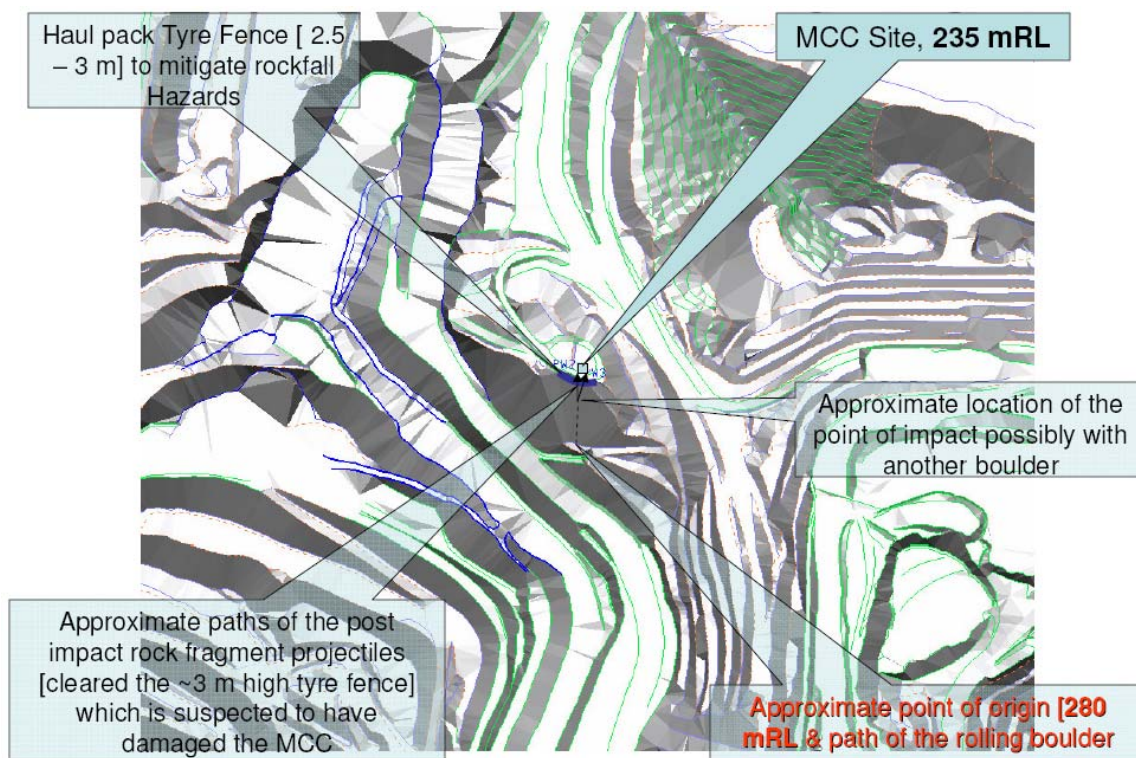 Haul pack Tyre Fence [ 2.5
– 3 m] to mitigate rockfall
Hazards
MCC Site, 235 mRL
PW2
W3
Approximate location of the
point of impact possibly with
another boulder
Approximate paths of the post
impact rock fragment projectiles
[cleared the ~3 m high tyre fence]
which is suspected to have
damaged the MCC
Approximate point of origin [280
mRL & path of the rolling boulder